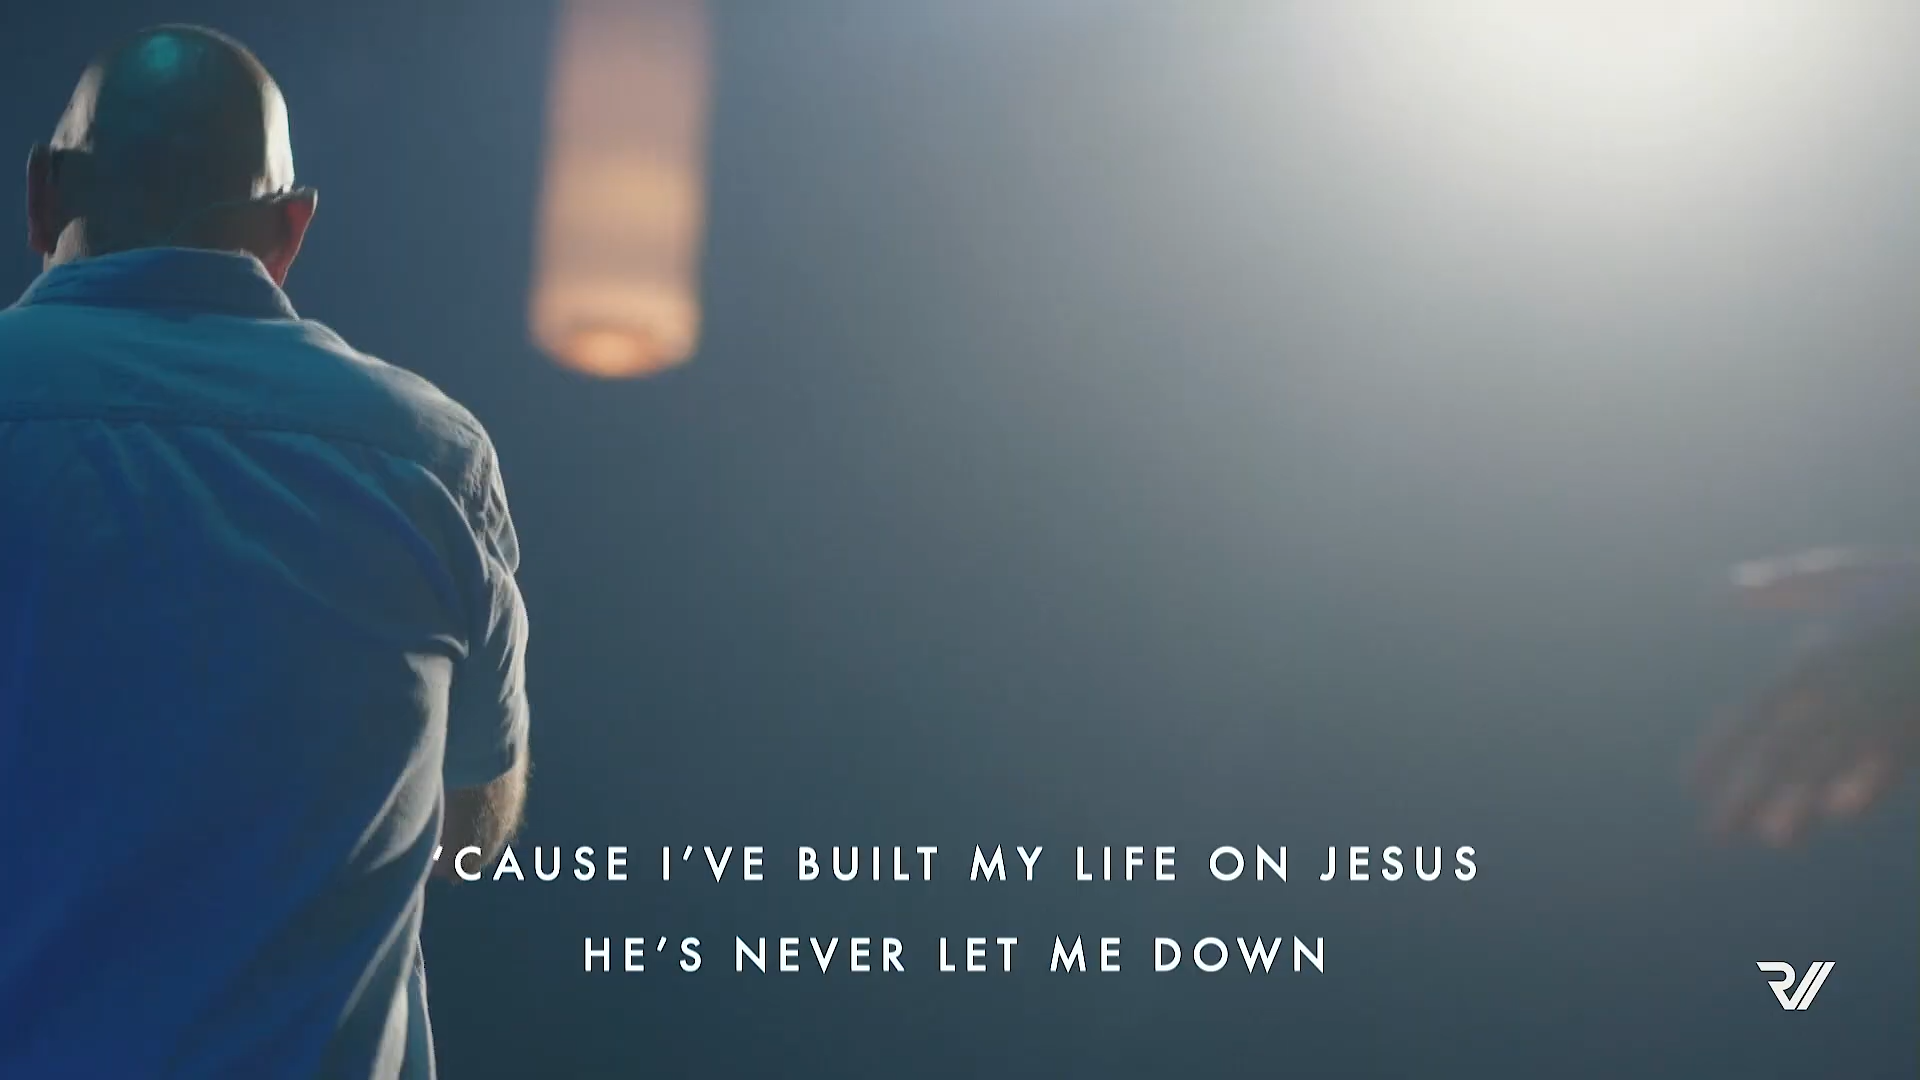 ‘CAUSE I’VE BUILT MY LIFE ON JESUS
HE’S NEVER LET ME DOWN